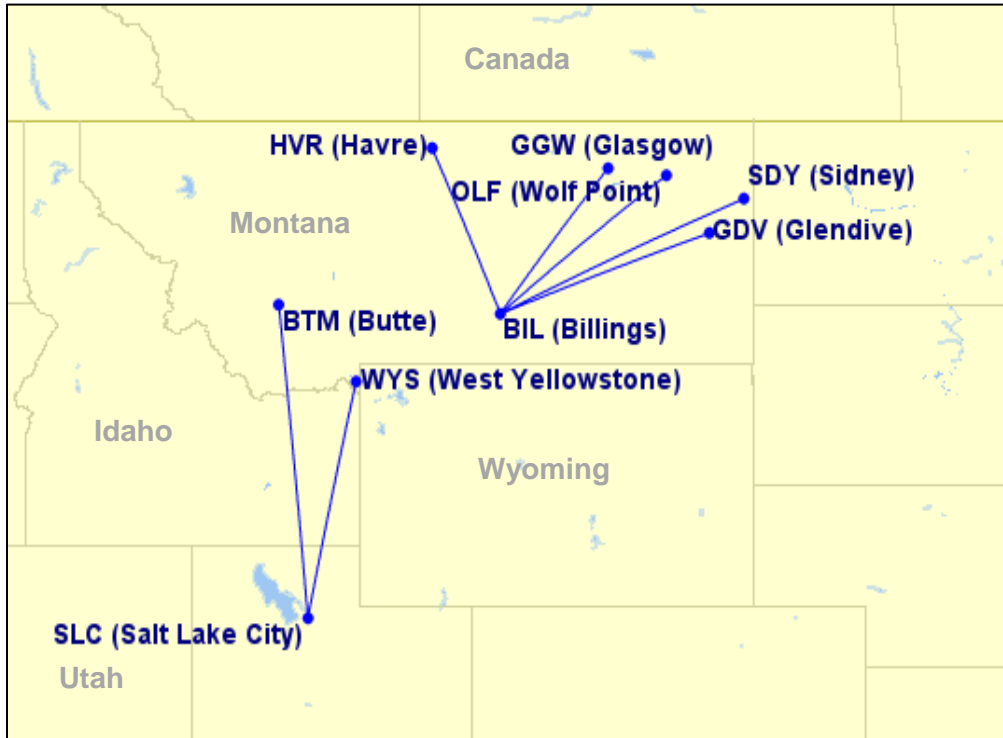 Canada
HVR (Havre)
GGW (Glasgow)
SDY (Sidney)
OLF (Wolf Point)
Montana
GDV (Glendive)
BTM (Butte)
BIL (Billings)
WYS (West Yellowstone)
Idaho
Wyoming
SLC (Salt Lake City)
Utah